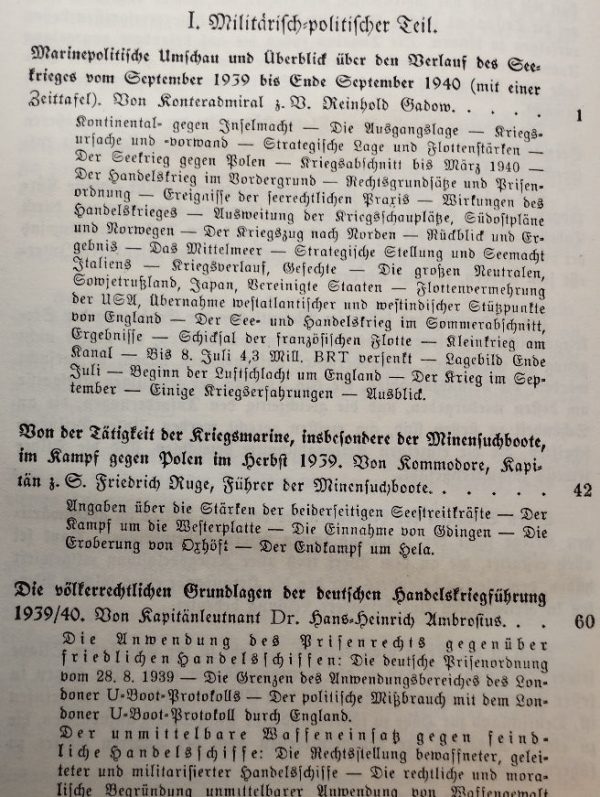 I. Militärisch-politischer Teil.
Marinepolitische Umschau und Überblick über den Verlauf des See-
krieges vom September 1939 bis Ende September 1940 (mit einer
Zeittafel). Von Konteradmiral z. V. Reinhold Gadow. . . . . 1
Kontinental- gegen Inselmacht — Die Ausgangslage — Kriegs-
ursache und -vorwand — Strategische Lage und Flottenstärken —
Der Seekrieg gegen Polen — Kriegsabschnitt bis März 1940 —
Der Handelskrieg im Vordergrund — Rechtsgrundsätze und Prisen-
ordnung — Ereignisse der seerechtlichen Praxis — Wirkungen des
Handelskrieges — Ausweitung der Kriegsschauplätze, Südostpläne
und Norwegen — Der Kriegszug nach Norden — Rückblick und Er-
gebnis — Das Mittelmeer — Strategische Stellung und Seemacht
Italiens — Kriegsverlauf, Gefechte — Die großen Neutralen,
Sowjetrußland, Japan, Vereinigte Staaten — Flottenvermehrung
der USA, Übernahme westatlantischer und westindischer Stützpunkte
von England — Der See- und Handelskrieg im Sommerabschnitt,
Ergebnisse — Schicksal der französischen Flotte — Kleinkrieg am
Kanal — Bis 8. Juli 4,3 Mill. BRT versenkt — Lagebild Ende
Juli — Beginn der Luftschlacht um England — Der Krieg im Sep-
tember — Einige Kriegserfahrungen — Ausblick.
Von der Tätigkeit der Kriegsmarine, insbesondere der Minensuchboote,
im Kampf gegen Polen im Herbst 1939. Von Kommodore, Kapi-
tän z. S. Friedrich Ruge, Führer der Minensuchboote. . . . . . 42
Angaben über die Stärken der beiderseitigen Seestreitkräfte — Der
Kampf um die Westerplatte — Die Einnahme von Gdingen — Die
Eroberung von Oxhöft — Der Endkampf um Hela.
Die völkerrechtlichen Grundlagen der deutschen Handelskriegführung
1939/40. Von Kapitänleutnant Dr. Hans-Heinrich Ambrosius. . . 60
Die Anwendung des Prisenrechts gegenüber
friedlichen Handelsschiffen: Die deutsche Prisenordnung
vom 28. 8. 1939 — Die Grenzen des Anwendungsbereiches des Lon-
doner U-Boot-Protokolls — Der politische Mißbrauch mit dem Lon-
doner U-Boot-Protokoll durch England.
Der unmittelbare Waffeneinsatz gegen feind-
liche Handelsschiffe: Die Rechtsstellung bewaffneter, gelei-
teter und militarisierter Handelsschiffe — Die rechtliche und mora-
lische Begründung unmittelbarer Anwendung von Waffengewalt